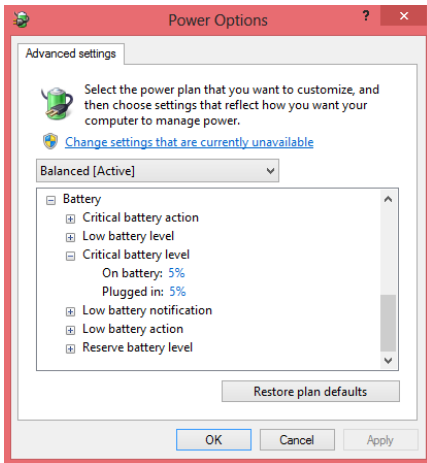 Power Options
?
×
Advanced settings
Select the power plan that you want to customize, and
then choose settings that reflect how you want your
computer to manage power.
Change settings that are currently unavailable
Balanced [Active]
Battery
Critical battery action
Low battery level
Critical battery level
On battery: 5%
Plugged in: 5%
Low battery notification
Low battery action
Reserve battery level
Restore plan defaults
OK Cancel Apply